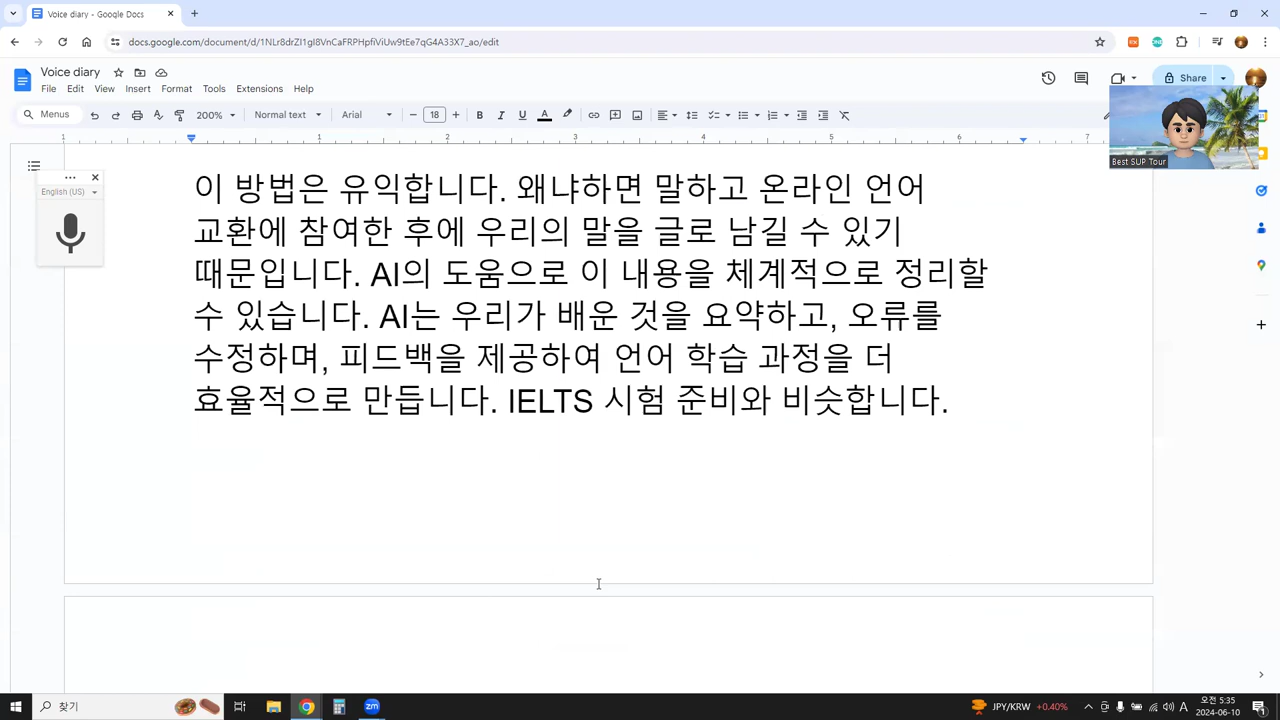 Voice diary - Google Docs
docs.google.com/document/d/1NLr8drZI1gI8VnCaFRPHpfiViUw9tEe7qG4A33X7_ao/edit
Voice diary
File Edit View Insert Format Tools Extensions Help
Share
Menus 200% Normal text Arial 18 B I U A
1 1 2 3 4 5 6 7
English (US)
Best SUP Tour
이 방법은 유익합니다. 왜냐하면 말하고 온라인 언어
교환에 참여한 후에 우리의 말을 글로 남길 수 있기
때문입니다. AI의 도움으로 이 내용을 체계적으로 정리할
수 있습니다. AI는 우리가 배운 것을 요약하고, 오류를
수정하며, 피드백을 제공하여 언어 학습 과정을 더
효율적으로 만듭니다. IELTS 시험 준비와 비슷합니다.
찾기
JPY/KRW +0.40%
A
오전 5:35
2024-06-10
1